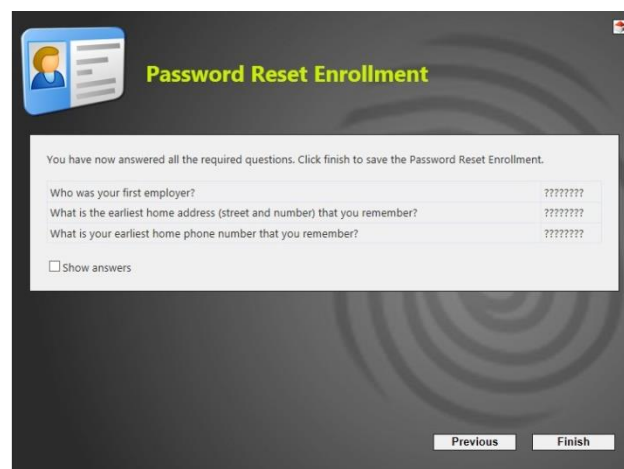 Password Reset Enrollment
You have now answered all the required questions. Click finish to save the Password Reset Enrollment.
Who was your first employer? ????????
What is the earliest home address (street and number) that you remember? ????????
What is your earliest home phone number that you remember? ????????
Show answers
Previous Finish